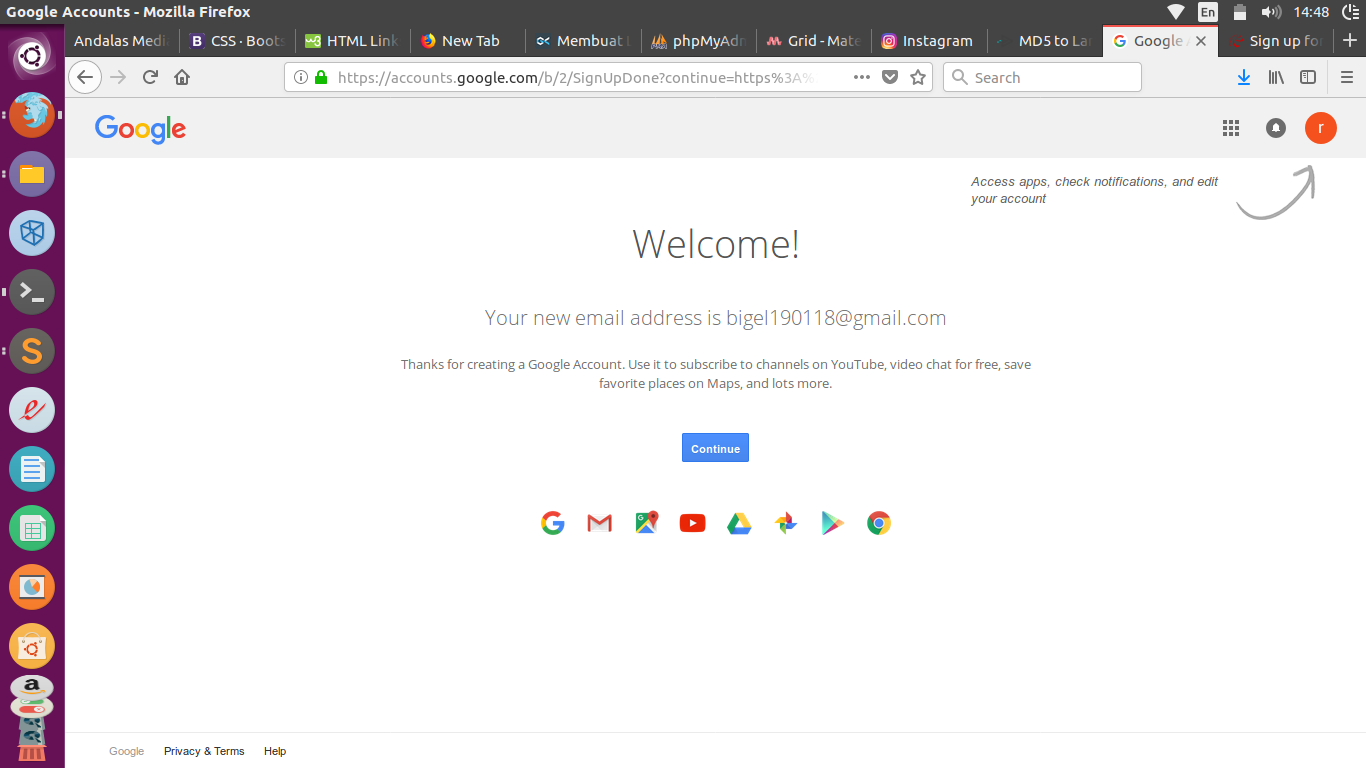 Google Accounts - Mozilla Firefox
En
14:48
Andalas Medi
CSS · Boots
HTML Link
New Tab
Membuat
phpMyAdm
Grid - Mate
Instagram
MD5 to La
Google
Sign up for
https://accounts.google.com/b/2/SignUpDone?continue=https%3A%
Search
Google
r
Access apps, check notifications, and edit
your account
Welcome!
Your new email address is bigel190118@gmail.com
Thanks for creating a Google Account. Use it to subscribe to channels on YouTube, video chat for free, save
favorite places on Maps, and lots more.
Continue
Google
Privacy & Terms
Help